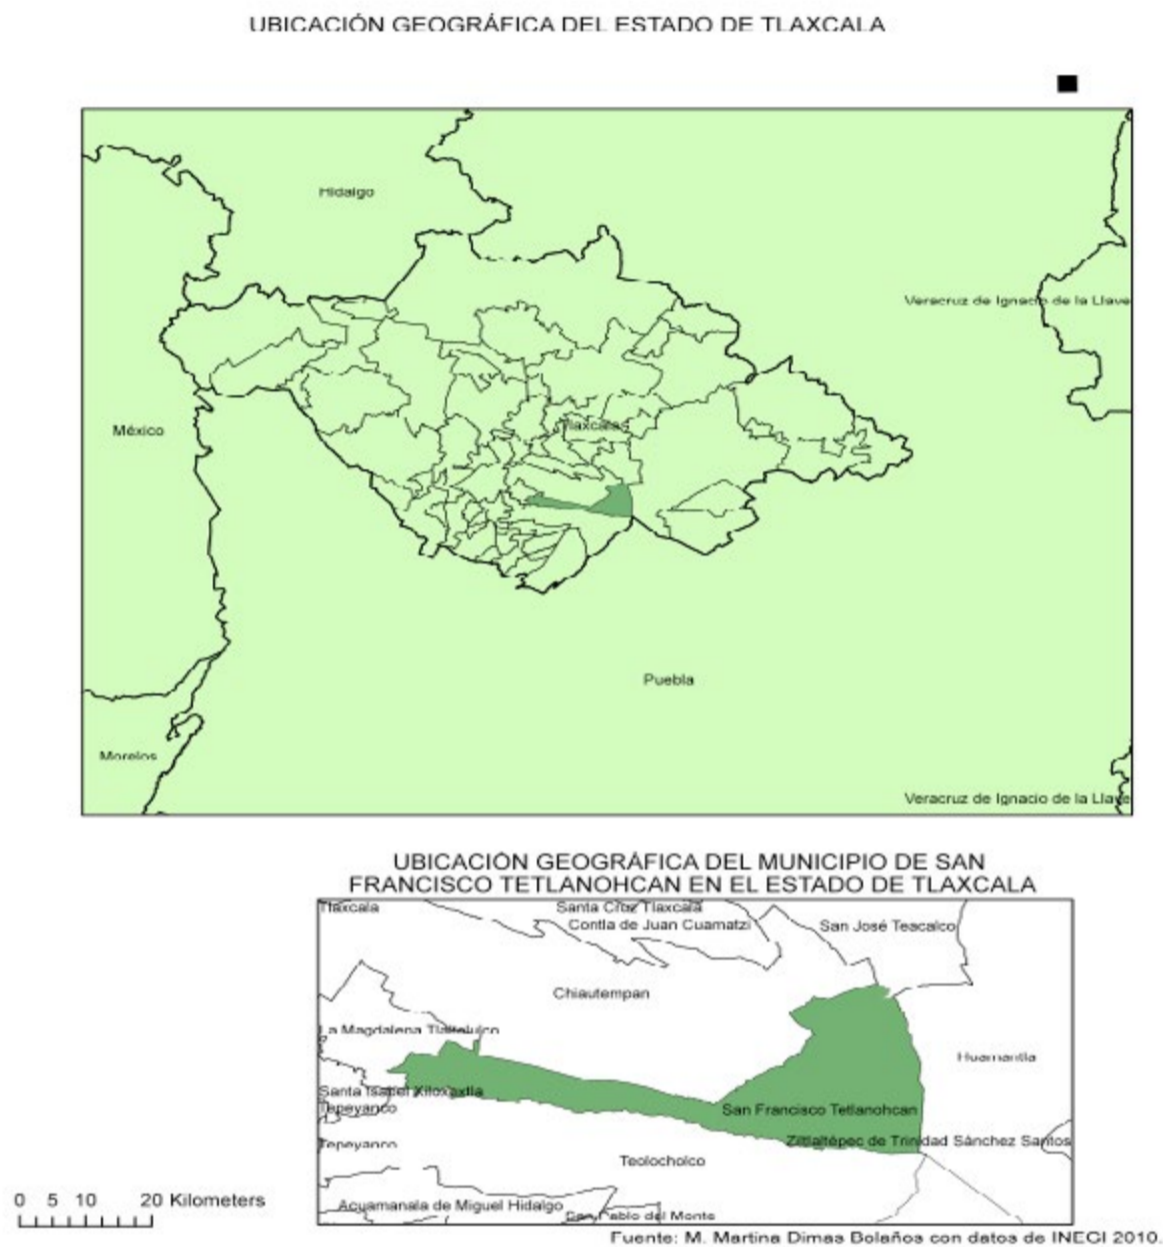 UBICACIÓN GEOGRÁFICA DEL ESTADO DE TLAXCALA
Hidalgo
Veracruz de Ignacio de la Llave
México
Tlaxcalas
Puebla
Morelos
Veracruz de Ignacio de la Llave
UBICACIÓN GEOGRÁFICA DEL MUNICIPIO DE SAN
FRANCISCO TETLANOHCAN EN EL ESTADO DE TLAXCALA
Tlaxcala
Santa Cruz Tlaxcala
Contla de Juan Cuamatzi
San José Teacalco
Chiautempan
La Magdalena Tlaltelulco
Huamantla
Santa Isabel Xiloxoxtla
Tepeyanco
San Francisco Tetlanohcan
Tepeyanco
Ziltlaltépec de Trinidad Sánchez Santos
Teolocholco
0 5 10 20 Kilometers
Acuamanala de Miguel Hidalgo
San Pablo del Monte
Fuente: M. Martina Dimas Bolaños con datos de INECI 2010.